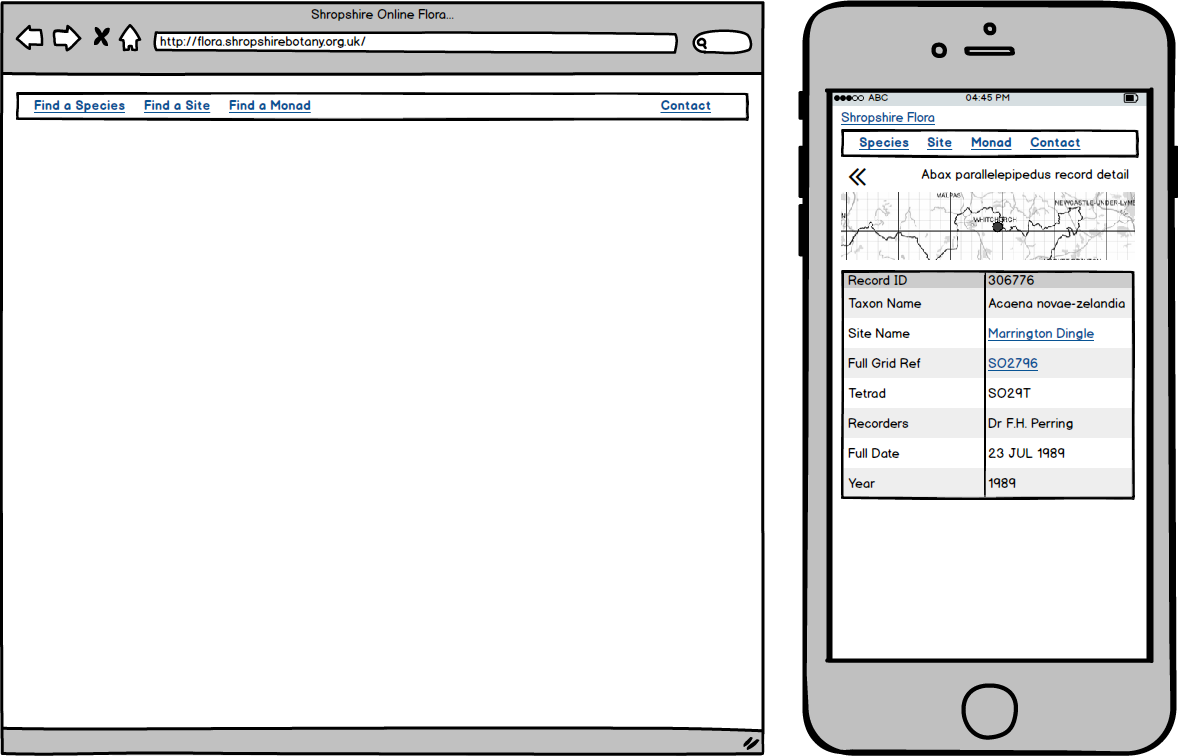 Shropshire Online Flora...
http://flora.shropshirebotany.org.uk/
Find a Species Find a Site Find a Monad Contact
ABC 04:45 PM
Shropshire Flora
Species Site Monad Contact
Abax parallelepipedus record detail
MALPAS
NEWCASTLE-UNDER-LYME
WHITCHURCH
Record ID 306776
Taxon Name Acaena novae-zelandia
Site Name Marrington Dingle
Full Grid Ref SO2796
Tetrad SO29T
Recorders Dr F.H. Perring
Full Date 23 JUL 1989
Year 1989